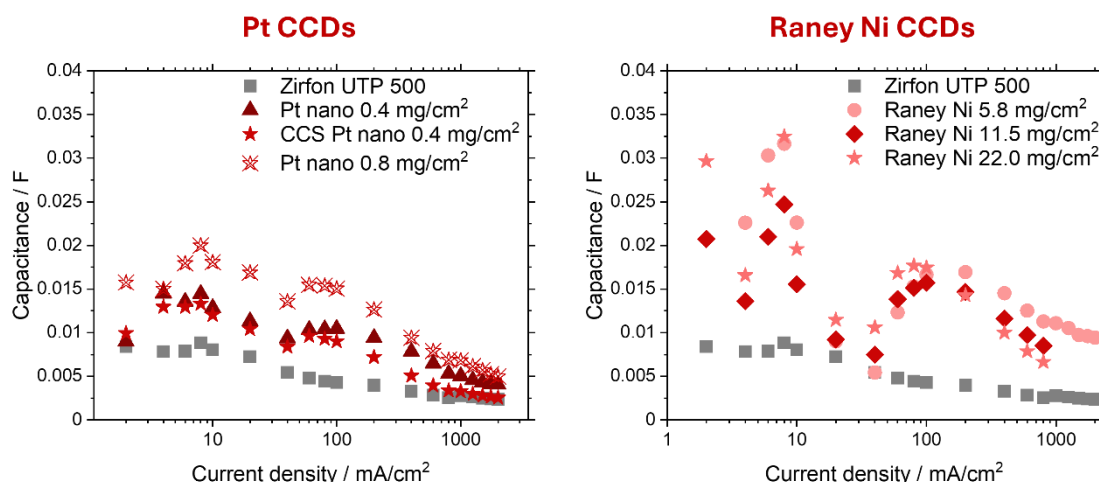 Pt CCDs
0.04
0.035
0.03
0.025
0.02
0.015
0.01
0.005
0
Capacitance / F
Zirfon UTP 500
Pt nano 0.4 mg/cm²
CCS Pt nano 0.4 mg/cm²
Pt nano 0.8 mg/cm²
10
100
1000
Current density / mA/cm²
Raney Ni CCDs
0.04
0.035
0.03
0.025
0.02
0.015
0.01
0.005
0
Capacitance / F
Zirfon UTP 500
Raney Ni 5.8 mg/cm²
Raney Ni 11.5 mg/cm²
Raney Ni 22.0 mg/cm²
1
10
100
1000
Current density / mA/cm²